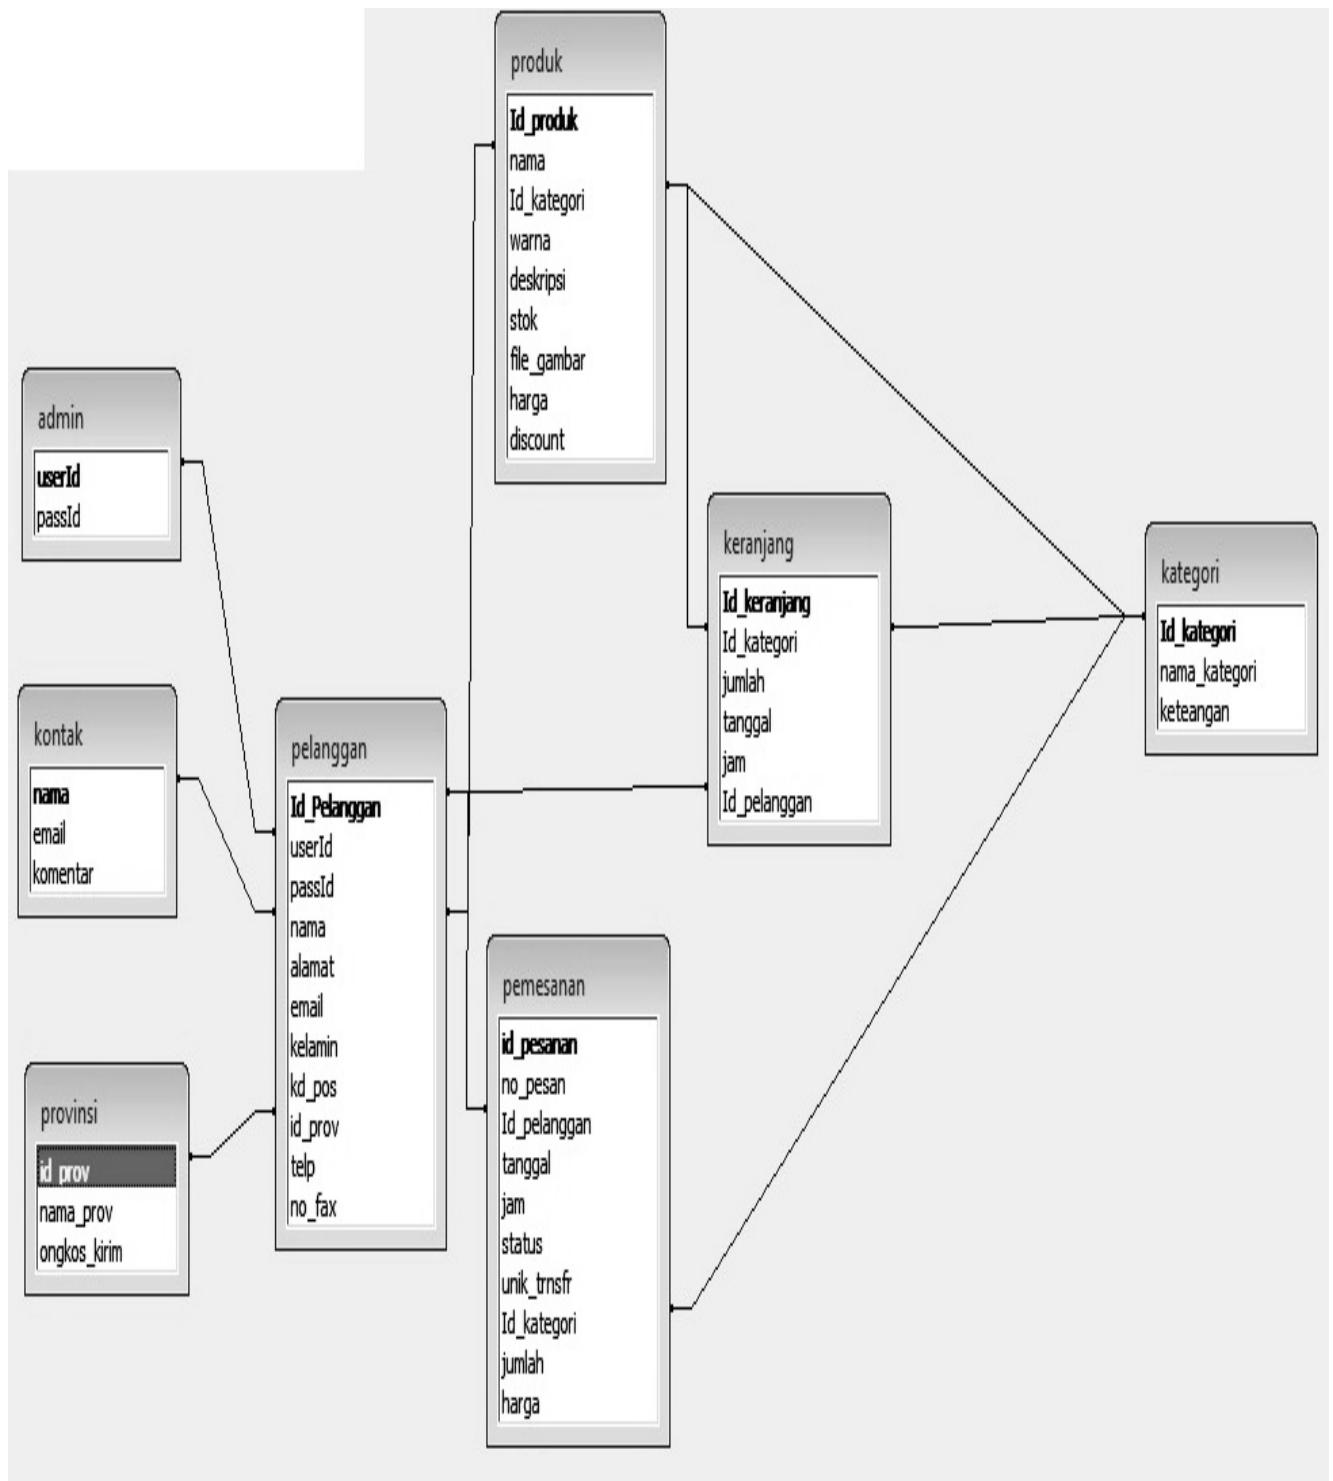 produk
Id_produk
nama
Id_kategori
warna
deskripsi
stok
file_gambar
harga
discount
admin
userId
passId
keranjang
Id_keranjang
Id_kategori
jumlah
tanggal
jam
Id_pelanggan
kategori
Id_kategori
nama_kategori
keteangan
kontak
nama
email
komentar
pelanggan
Id_Pelanggan
userId
passId
nama
alamat
email
kelamin
kd_pos
id_prov
telp
no_fax
pemesanan
id_pesanan
no_pesan
Id_pelanggan
tanggal
jam
status
unik_trnsfr
Id_kategori
jumlah
harga
provinsi
id_prov
nama_prov
ongkos_kirim